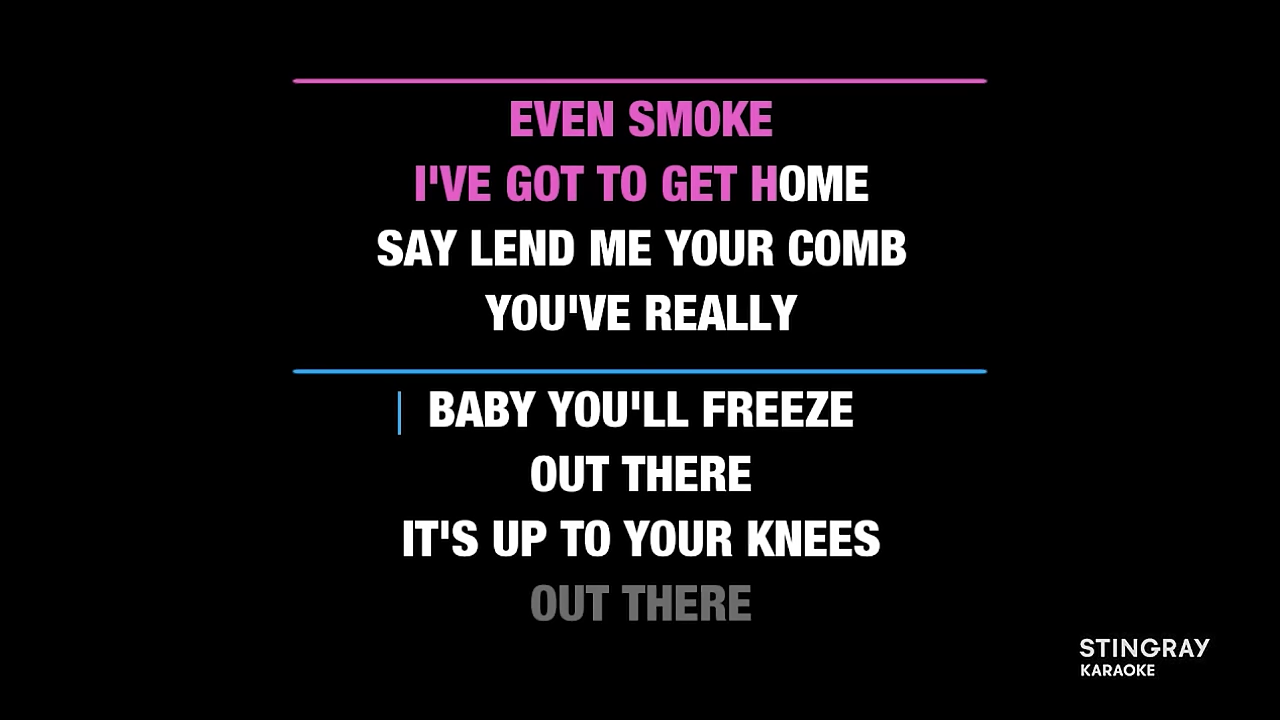 EVEN SMOKE
I'VE GOT TO GET HOME
SAY LEND ME YOUR COMB
YOU'VE REALLY
BABY YOU'LL FREEZE
OUT THERE
IT'S UP TO YOUR KNEES
OUT THERE
STINGRAY
KARAOKE